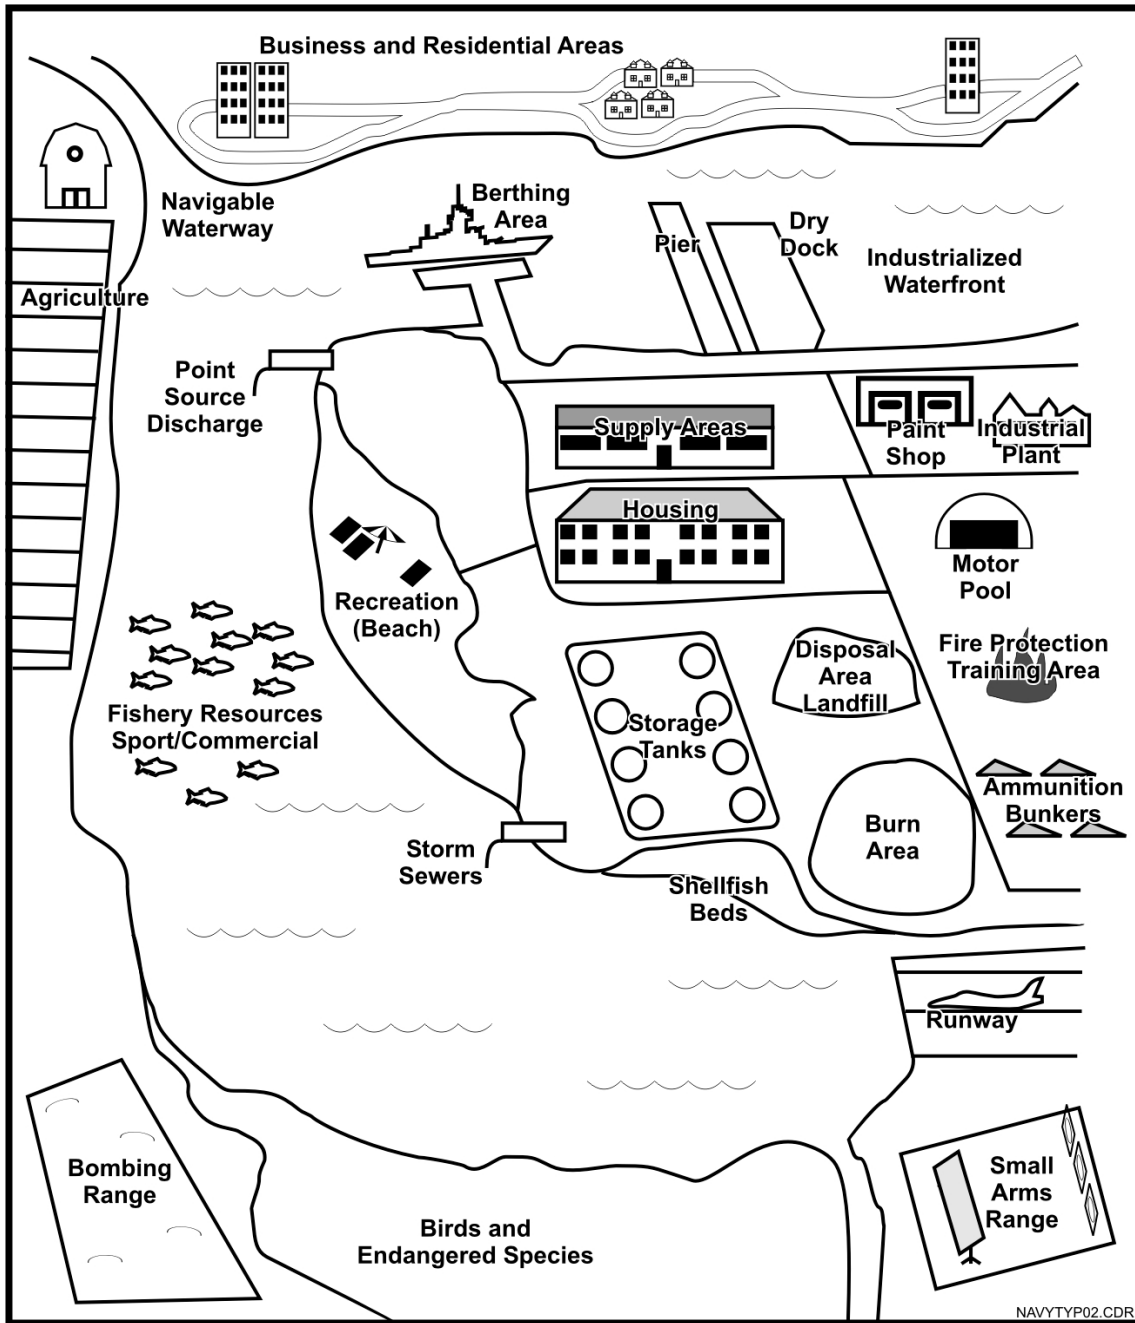 Business and Residential Areas
Navigable
Waterway
Berthing
Area
Pier
Dry
Dock
Industrialized
Waterfront
Agriculture
Point
Source
Discharge
Supply Areas
Paint
Shop
Industrial
Plant
Housing
Motor
Pool
Recreation
(Beach)
Fire Protection
Training Area
Disposal
Area
Landfill
Fishery Resources
Sport/Commercial
Storage
Tanks
Ammunition
Bunkers
Burn
Area
Storm
Sewers
Shellfish
Beds
Runway
Bombing
Range
Small
Arms
Range
Birds and
Endangered Species
NAVYTYP02.CDR